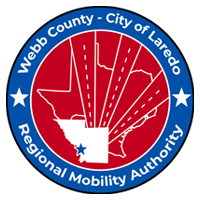 Webb County - City of Laredo
Regional Mobility Authority